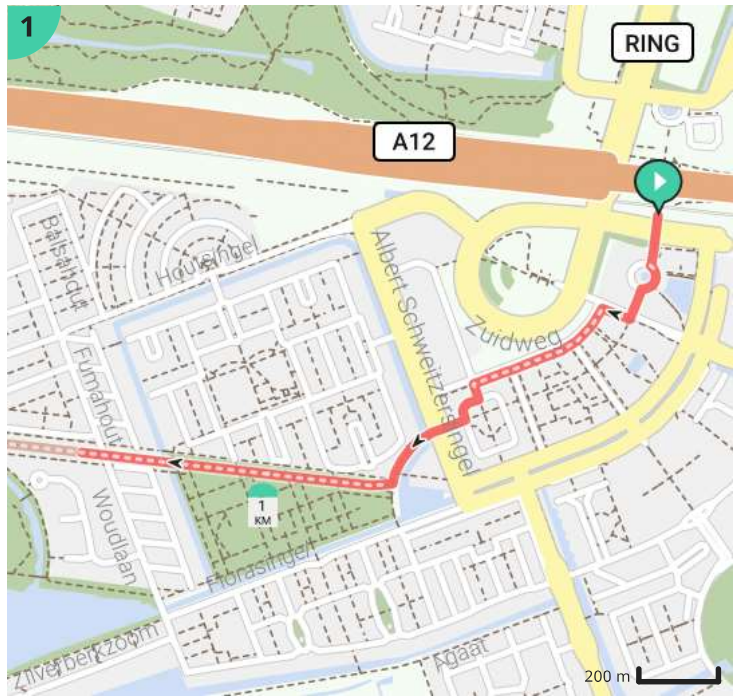 1
RING
A12
Balsahout
Houtsingel
Albert Schweitzersingel
Zuidweg
Fumahout
Woudlaan
1
KM
Florasingel
Zilverberkzoom
Agaat
200 m